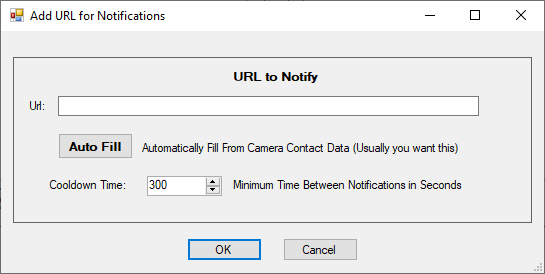 Add URL for Notifications
URL to Notify
Url:
Auto Fill Automatically Fill From Camera Contact Data (Usually you want this)
Cooldown Time: 300 Minimum Time Between Notifications in Seconds
OK Cancel